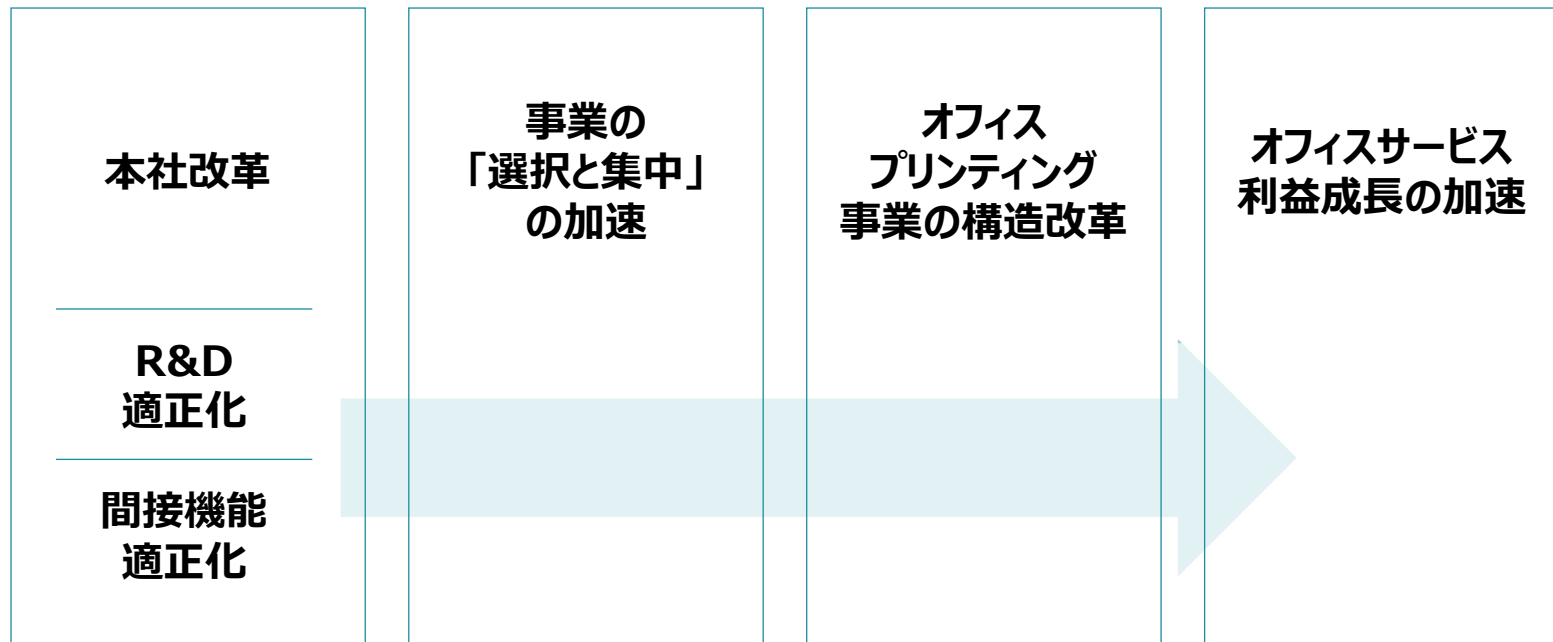 本社改革
R&D
適正化
間接機能
適正化
事業の
「選択と集中」
の加速
オフィス
プリンティング
事業の構造改革
オフィスサービス
利益成長の加速